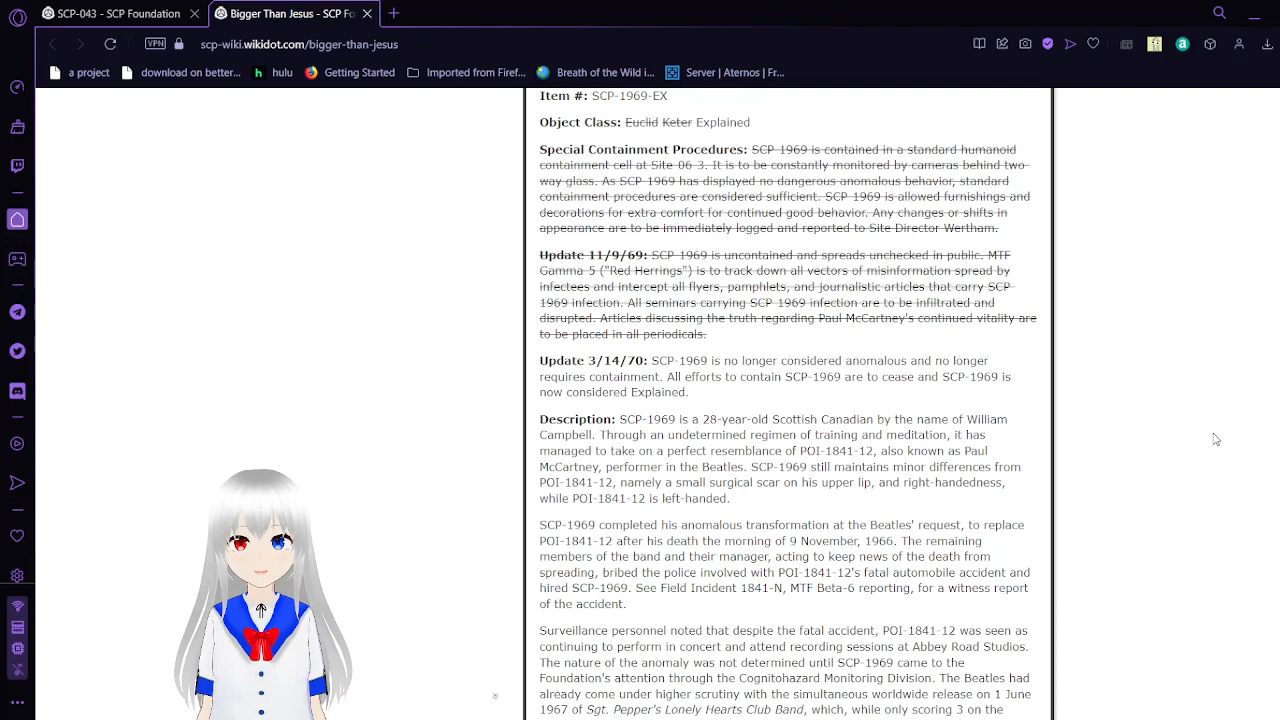 SCP-043 - SCP Foundation
Bigger Than Jesus - SCP Fo
VPN
scp-wiki.wikidot.com/bigger-than-jesus
a project
download on better...
h hulu
Getting Started
Imported from Firef...
Breath of the Wild i...
Server | Aternos | Fr...
Item #: SCP-1969-EX
Object Class: Euclid Keter Explained
Special Containment Procedures: SCP-1969 is contained in a standard humanoid
containment cell at Site 06-3. It is to be constantly monitored by cameras behind two-
way glass. As SCP-1969 has displayed no dangerous anomalous behavior, standard
containment procedures are considered sufficient. SCP-1969 is allowed furnishings and
decorations for extra comfort for continued good behavior. Any changes or shifts in
appearance are to be immediately logged and reported to Site Director Wertham.
Update 11/9/69: SCP-1969 is uncontained and spreads unchecked in public. MTF
Gamma-5 ("Red Herrings") is to track down all vectors of misinformation spread by
infectees and intercept all flyers, pamphlets, and journalistic articles that carry SCP-
1969 infection. All seminars carrying SCP-1969 infection are to be infiltrated and
disrupted. Articles discussing the truth regarding Paul McCartney's continued vitality are
to be placed in all periodicals.
Update 3/14/70: SCP-1969 is no longer considered anomalous and no longer
requires containment. All efforts to contain SCP-1969 are to cease and SCP-1969 is
now considered Explained.
Description: SCP-1969 is a 28-year-old Scottish Canadian by the name of William
Campbell. Through an undetermined regimen of training and meditation, it has
managed to take on a perfect resemblance of POI-1841-12, also known as Paul
McCartney, performer in the Beatles. SCP-1969 still maintains minor differences from
POI-1841-12, namely a small surgical scar on his upper lip, and right-handedness,
while POI-1841-12 is left-handed.
SCP-1969 completed his anomalous transformation at the Beatles' request, to replace
POI-1841-12 after his death the morning of 9 November, 1966. The remaining
members of the band and their manager, acting to keep news of the death from
spreading, bribed the police involved with POI-1841-12's fatal automobile accident and
hired SCP-1969. See Field Incident 1841-N, MTF Beta-6 reporting, for a witness report
of the accident.
Surveillance personnel noted that despite the fatal accident, POI-1841-12 was seen as
continuing to perform in concert and attend recording sessions at Abbey Road Studios.
The nature of the anomaly was not determined until SCP-1969 came to the
Foundation's attention through the Cognitohazard Monitoring Division. The Beatles had
already come under higher scrutiny with the simultaneous worldwide release on 1 June
1967 of Sgt. Pepper's Lonely Hearts Club Band, which, while only scoring 3 on the